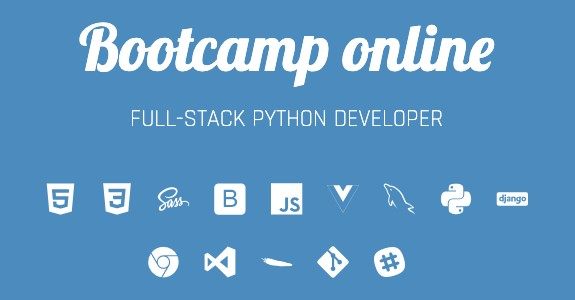 Bootcamp online
FULL-STACK PYTHON DEVELOPER
5 3 Sass B JS django